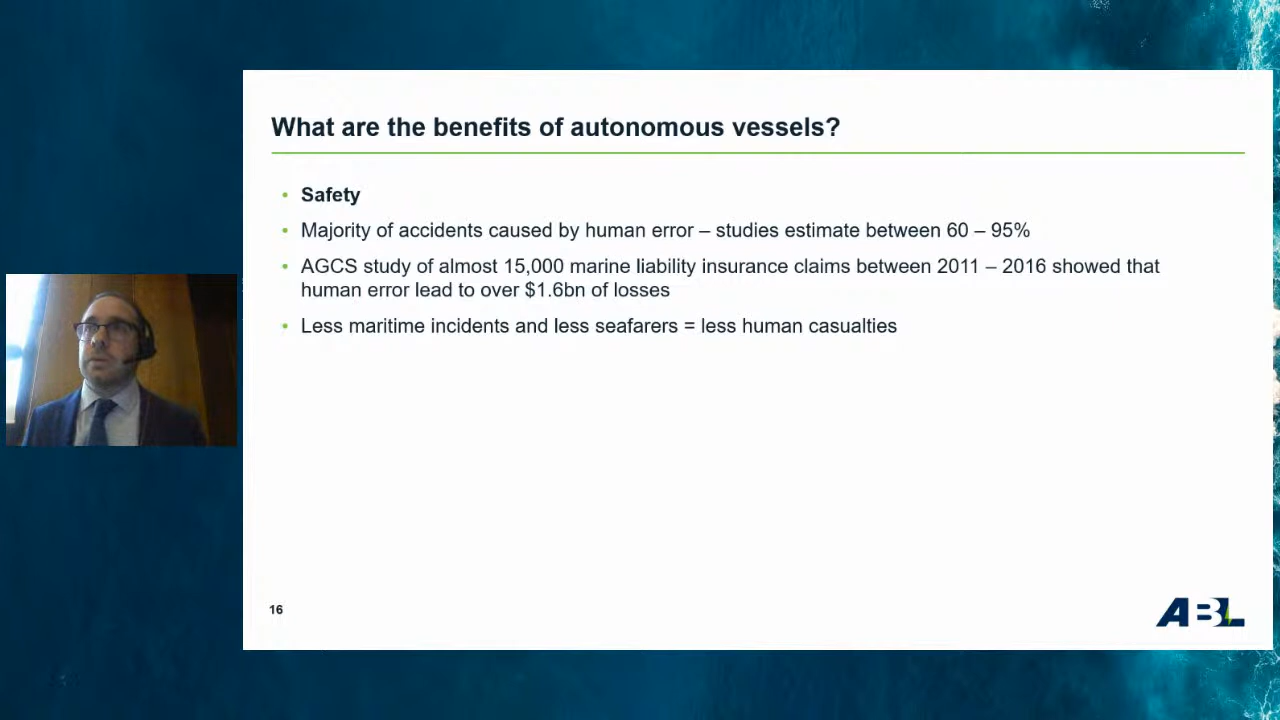 What are the benefits of autonomous vessels?
• Safety
• Majority of accidents caused by human error – studies estimate between 60 – 95%
• AGCS study of almost 15,000 marine liability insurance claims between 2011 – 2016 showed that
human error lead to over $1.6bn of losses
• Less maritime incidents and less seafarers = less human casualties
16
ABL